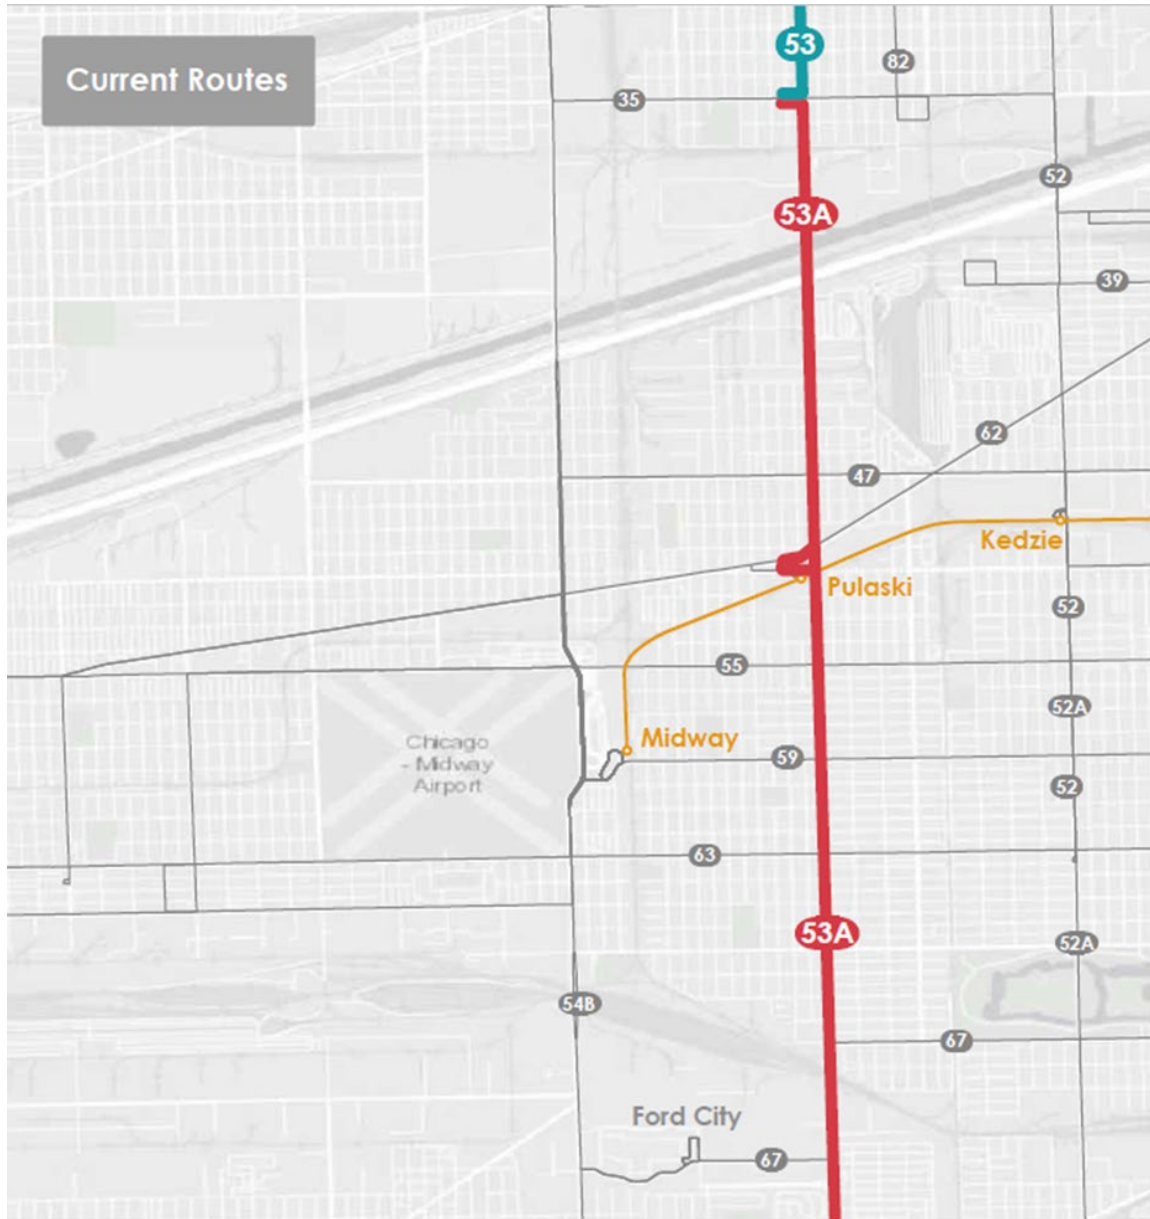 Current Routes
53
82
35
52
53A
39
62
47
Kedzie
Pulaski
52
55
52A
Midway
Chicago
- Midway
Airport
59
52
63
53A
52A
54B
67
Ford City
67